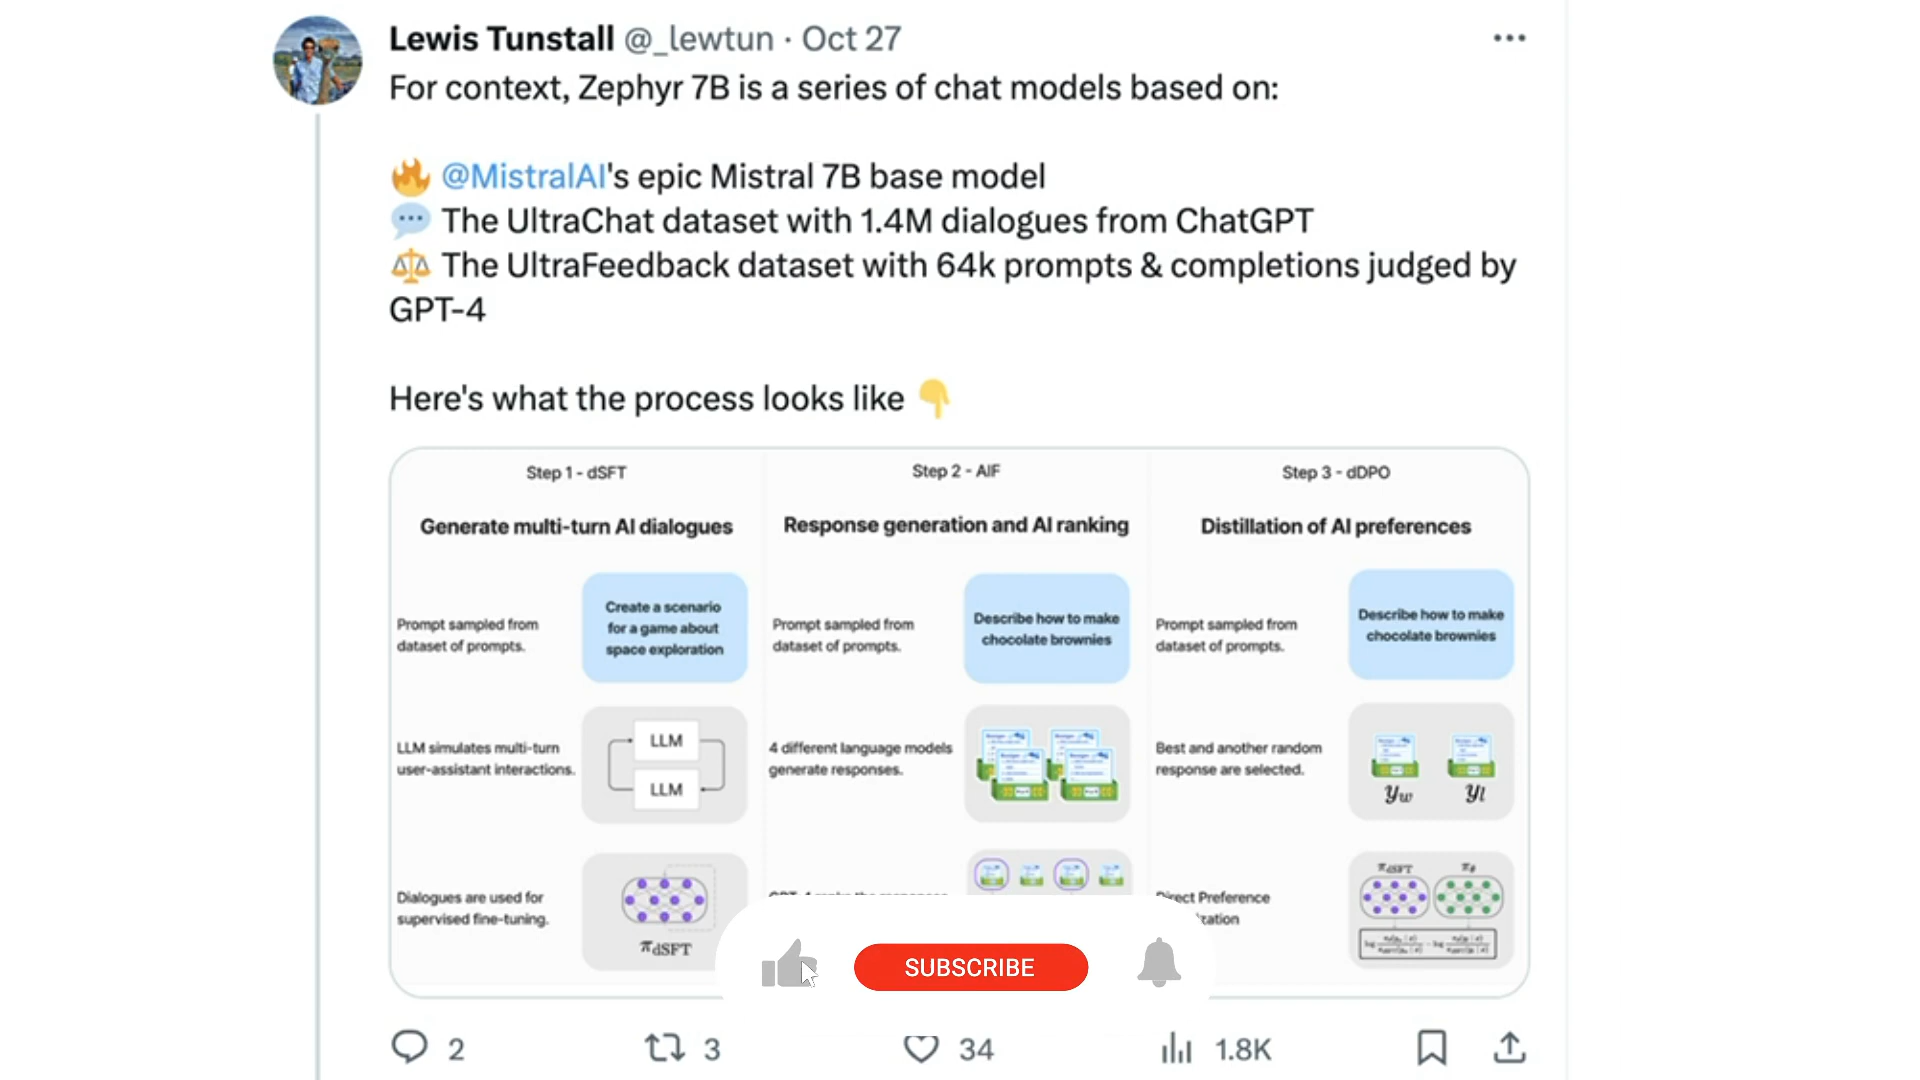 Lewis Tunstall @_lewtun · Oct 27
For context, Zephyr 7B is a series of chat models based on:
🔥 @MistralAI's epic Mistral 7B base model
💬 The UltraChat dataset with 1.4M dialogues from ChatGPT
⚖️ The UltraFeedback dataset with 64k prompts & completions judged by
GPT-4
Here's what the process looks like 👇
Step 1 - dSFT
Generate multi-turn AI dialogues
Prompt sampled from
dataset of prompts.
Create a scenario
for a game about
space exploration
LLM simulates multi-turn
user-assistant interactions.
LLM
LLM
Dialogues are used for
supervised fine-tuning.
πdSFT
Step 2 - AIF
Response generation and AI ranking
Prompt sampled from
dataset of prompts.
Describe how to make
chocolate brownies
4 different language models
generate responses.
Step 3 - dDPO
Distillation of AI preferences
Prompt sampled from
dataset of prompts.
Describe how to make
chocolate brownies
Best and another random
response are selected.
yw yl
Preference
πdSFT πθ
SUBSCRIBE
2 3 34 1.8K